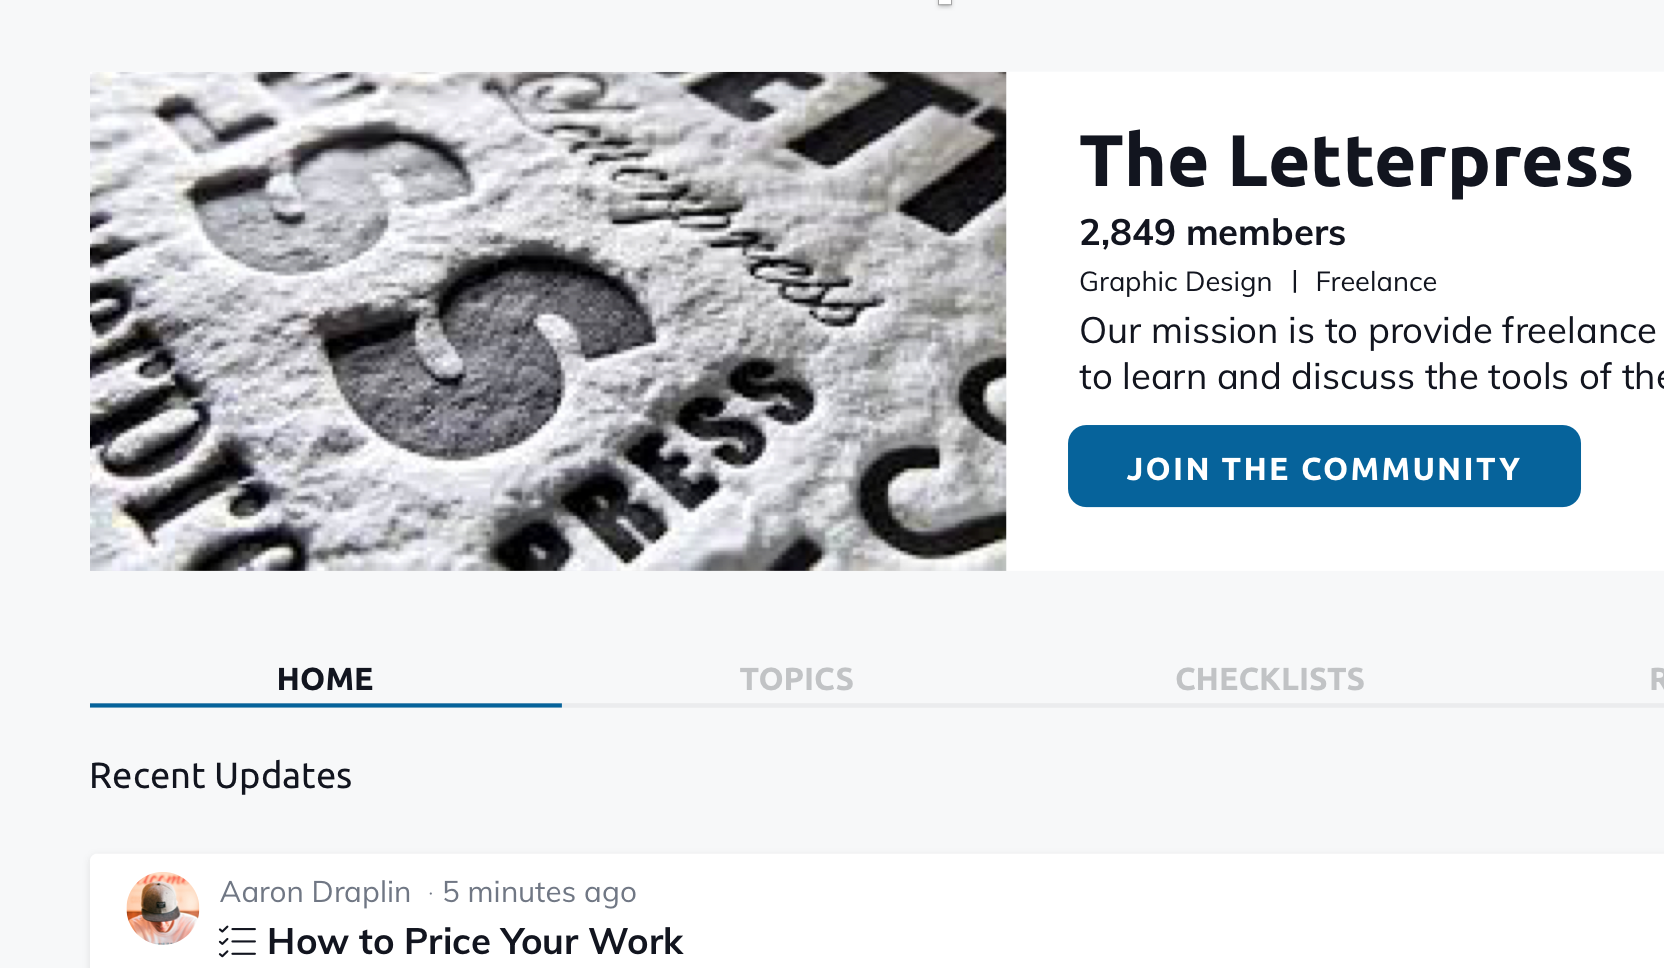 Letterpress
PRESS
The Letterpress
2,849 members
Graphic Design | Freelance
Our mission is to provide freelance
to learn and discuss the tools of the
JOIN THE COMMUNITY
HOME
TOPICS
CHECKLISTS
R
Recent Updates
Aaron Draplin · 5 minutes ago
How to Price Your Work